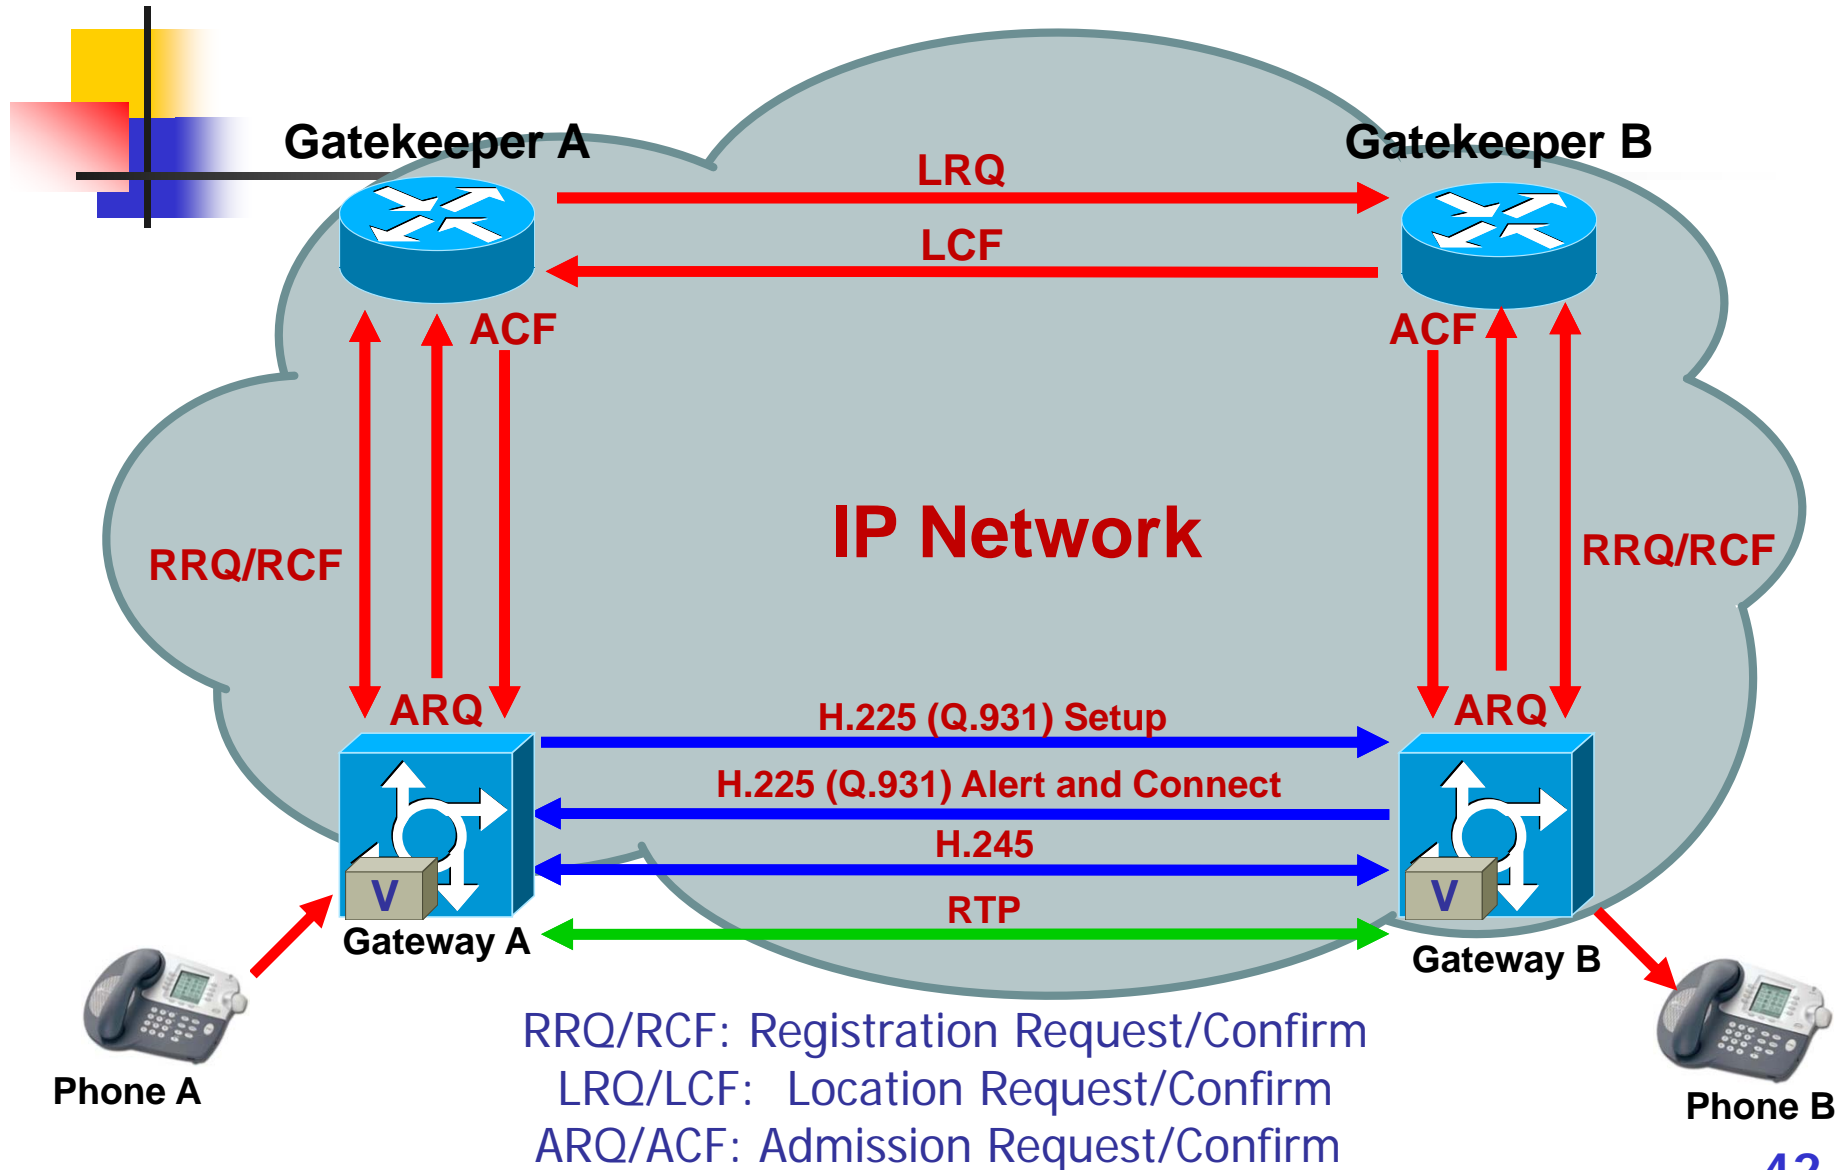 Gatekeeper A
Gatekeeper B
LRQ
LCF
ACF
ACF
IP Network
RRQ/RCF
RRQ/RCF
ARQ
ARQ
H.225 (Q.931) Setup
H.225 (Q.931) Alert and Connect
H.245
V
V
RTP
Gateway A
Gateway B
RRQ/RCF: Registration Request/Confirm
Phone A
LRQ/LCF: Location Request/Confirm
Phone B
ARQ/ACF: Admission Request/Confirm
42